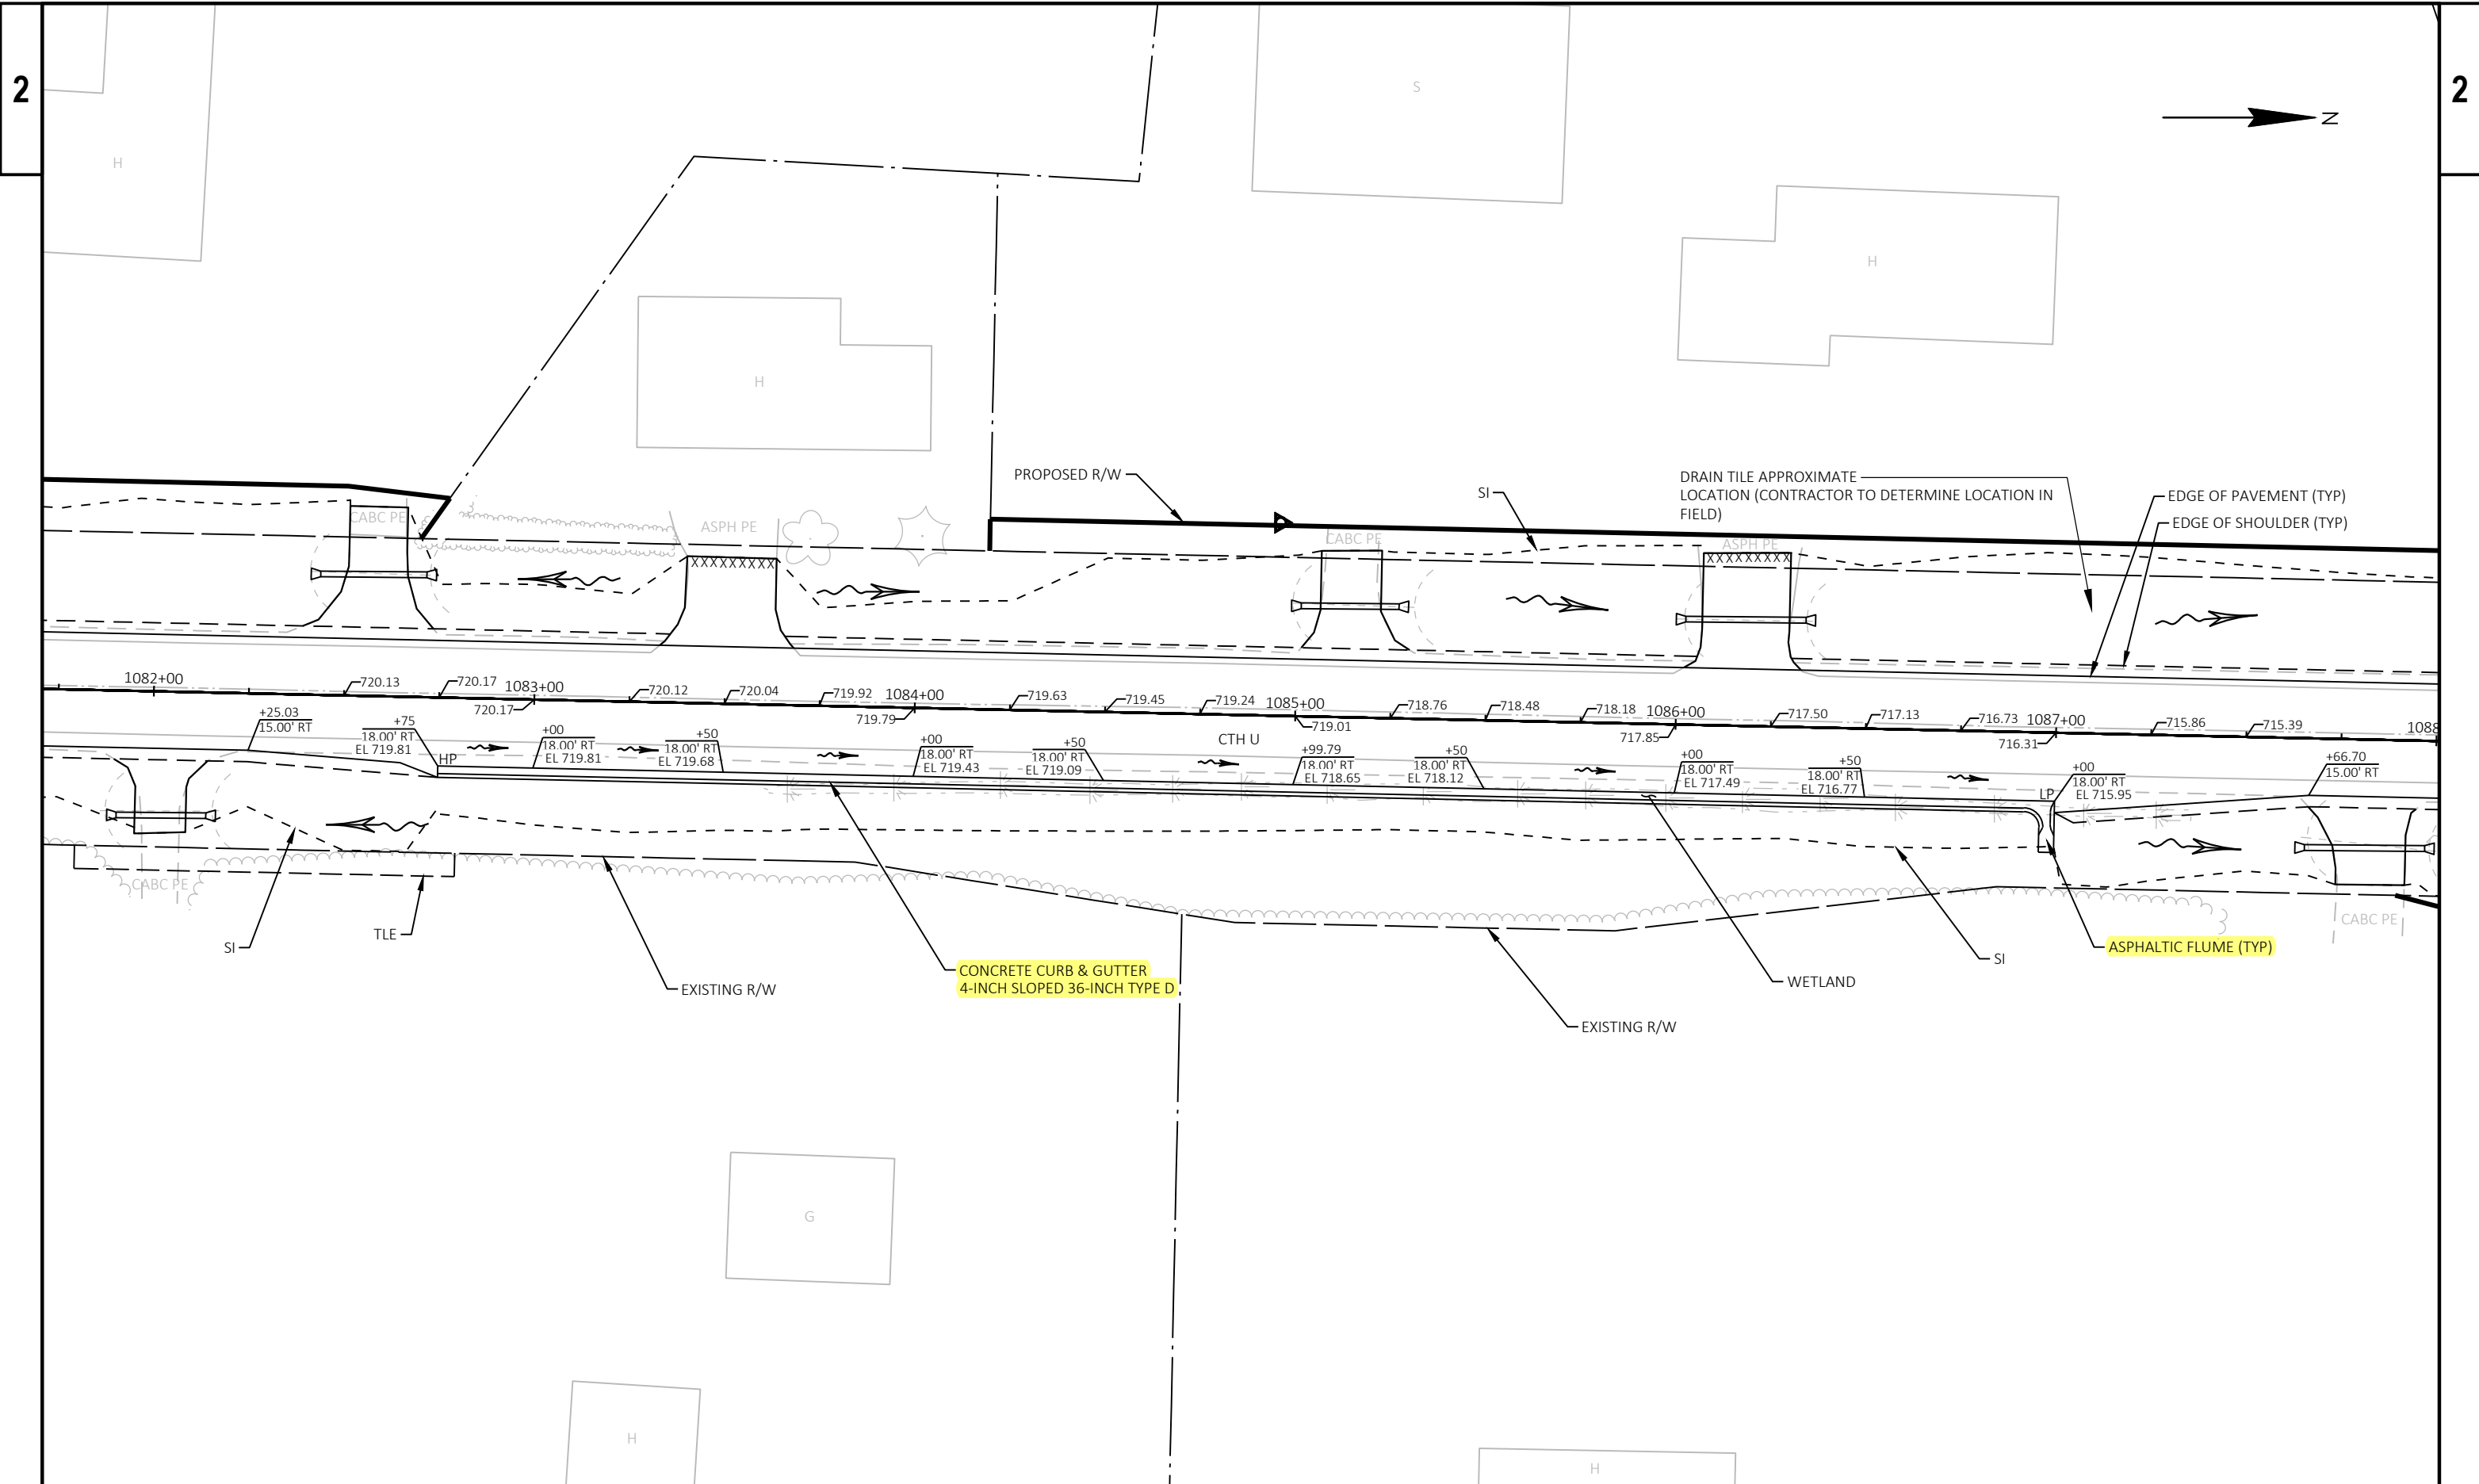 2
2
S
N
H
H
H
PROPOSED R/W
SI
DRAIN TILE APPROXIMATE
LOCATION (CONTRACTOR TO DETERMINE LOCATION IN
FIELD)
EDGE OF PAVEMENT (TYP)
EDGE OF SHOULDER (TYP)
CABC PE
ASPH PE
CABC PE
ASPH PE
XXXXXXXXX
XXXXXXXXX
1082+00
720.13
720.17
1083+00
720.17
720.12
720.04
719.92
1084+00
719.79
719.63
719.45
719.24
1085+00
719.01
718.76
718.48
718.18
1086+00
717.85
717.50
717.13
716.73
1087+00
716.31
715.86
715.39
1088
CTH U
+25.03
15.00' RT
+75
18.00' RT
EL 719.81
HP
+00
18.00' RT
EL 719.81
+50
18.00' RT
EL 719.68
+00
18.00' RT
EL 719.43
+50
18.00' RT
EL 719.09
+99.79
18.00' RT
EL 718.65
+50
18.00' RT
EL 718.12
+00
18.00' RT
EL 717.49
+50
18.00' RT
EL 716.77
LP
+00
18.00' RT
EL 715.95
+66.70
15.00' RT
CABC PE
CABC PE
SI
TLE
EXISTING R/W
CONCRETE CURB & GUTTER
4-INCH SLOPED 36-INCH TYPE D
EXISTING R/W
WETLAND
SI
ASPHALTIC FLUME (TYP)
G
H
H